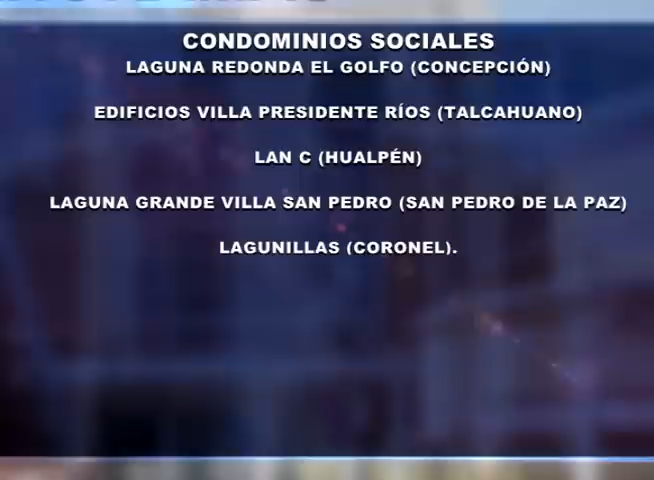 CONDOMINIOS SOCIALES
LAGUNA REDONDA EL GOLFO (CONCEPCIÓN)
EDIFICIOS VILLA PRESIDENTE RÍOS (TALCAHUANO)
LAN C (HUALPÉN)
LAGUNA GRANDE VILLA SAN PEDRO (SAN PEDRO DE LA PAZ)
LAGUNILLAS (CORONEL).